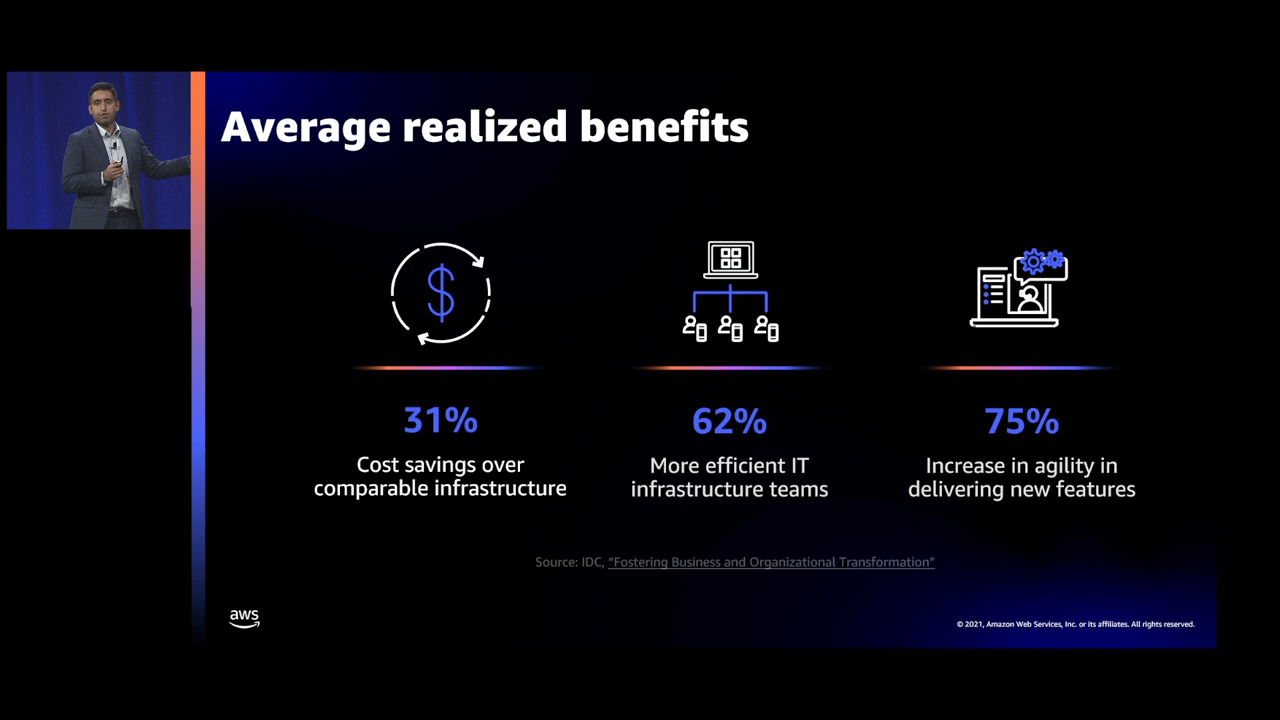 Average realized benefits
31%
Cost savings over
comparable infrastructure
62%
More efficient IT
infrastructure teams
75%
Increase in agility in
delivering new features
Source: IDC, “Fostering Business and Organizational Transformation”
aws
© 2021, Amazon Web Services, Inc. or its affiliates. All rights reserved.